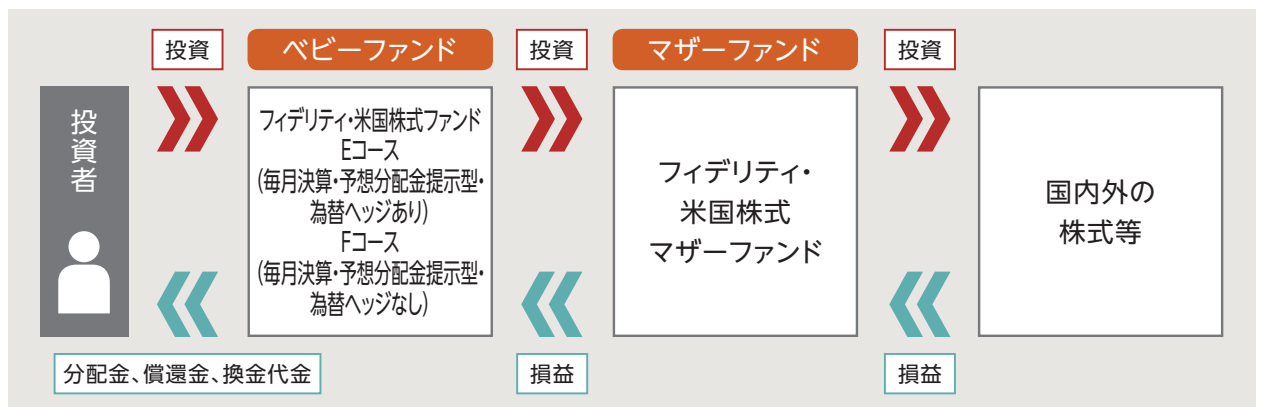 投資
ベビーファンド
投資
マザーファンド
投資
投資者
フィデリティ・米国株式ファンド
Eコース
(毎月決算・予想分配金提示型・
為替ヘッジあり)
Fコース
(毎月決算・予想分配金提示型・
為替ヘッジなし)
フィデリティ・
米国株式
マザーファンド
国内外の
株式等
分配金、償還金、換金代金
損益
損益